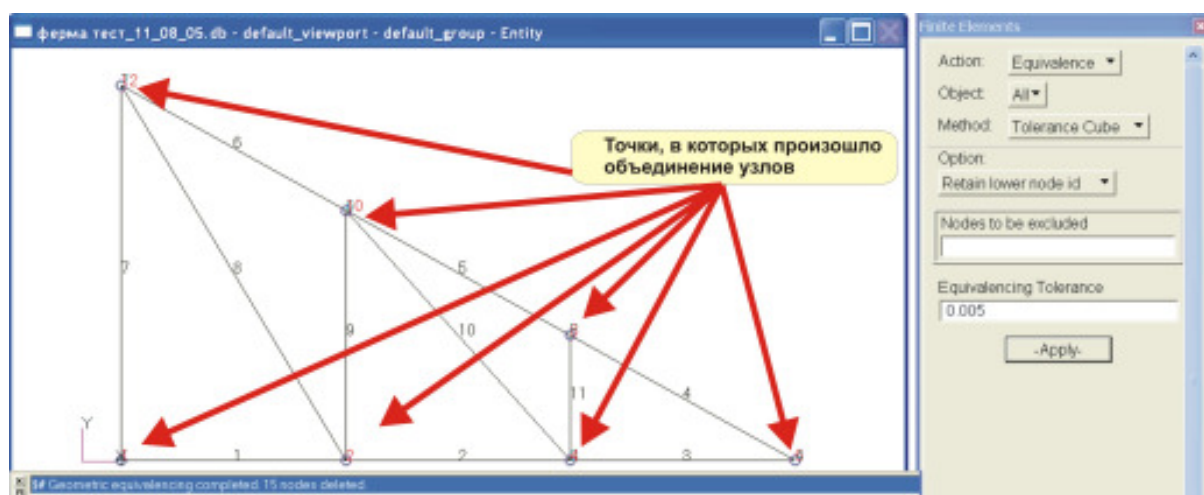 ферма тест_11_08_05.db - default_viewport - default_group - Entity
12
6
Точки, в которых произошло
объединение узлов
10
7
8
5
9
10
11
4
Y
1
2
2
3
$# Geometric equivalencing completed. 15 nodes deleted.
Finite Elements
Action: Equivalence
Object: All
Method: Tolerance Cube
Option:
Retain lower node id
Nodes to be excluded
Equivalencing Tolerance
0.005
-Apply-